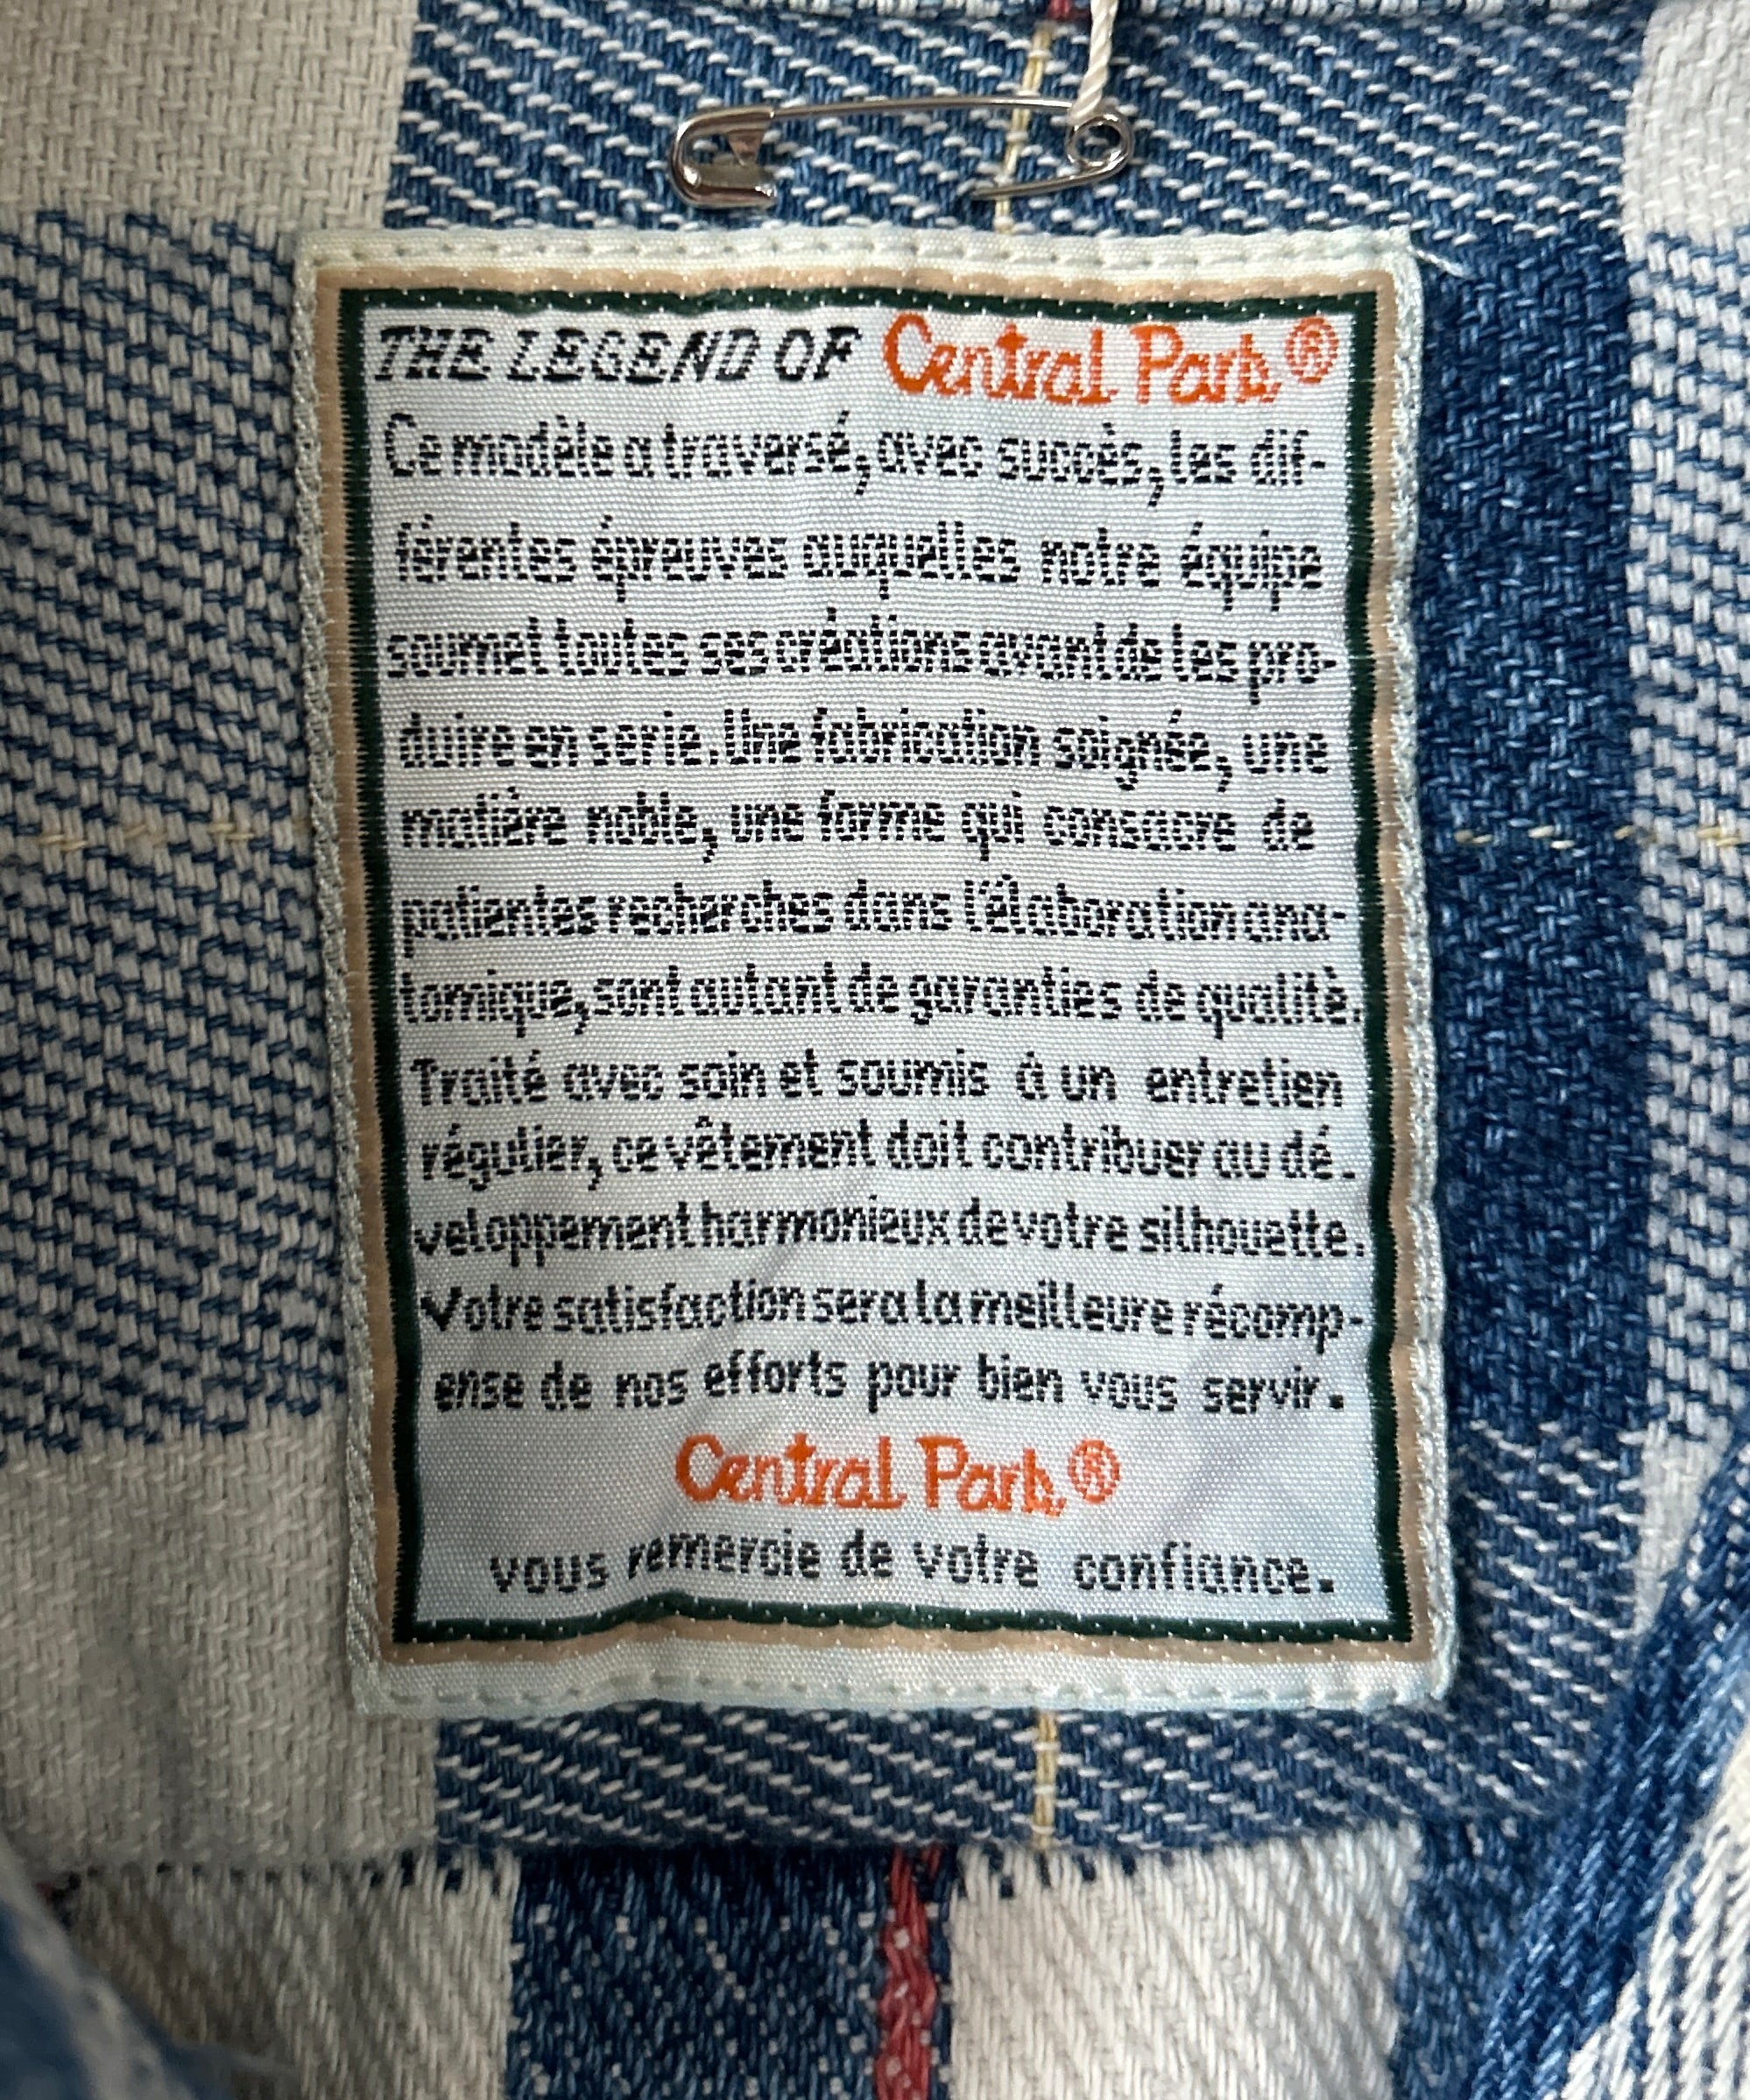 THE LEGEND OF Central Park®
Ce modèle a traversé, avec succès, les dif-
férentes épreuves auquelles notre équipe
soumet toutes ses créations avant de les pro-
duire en serie. Une fabrication soignée, une
matière noble, une forme qui consacre de
patientes recherches dans l'élaboration ana-
tomique, sont autant de garanties de qualitè.
Traité avec soin et soumis à un entretien
régulier, ce vêtement doit contribuer au dé-
veloppement harmonieux de votre silhouette.
Votre satisfaction sera la meilleure récomp-
ense de nos efforts pour bien vous servir.
Central Park®
vous remercie de votre confiance.